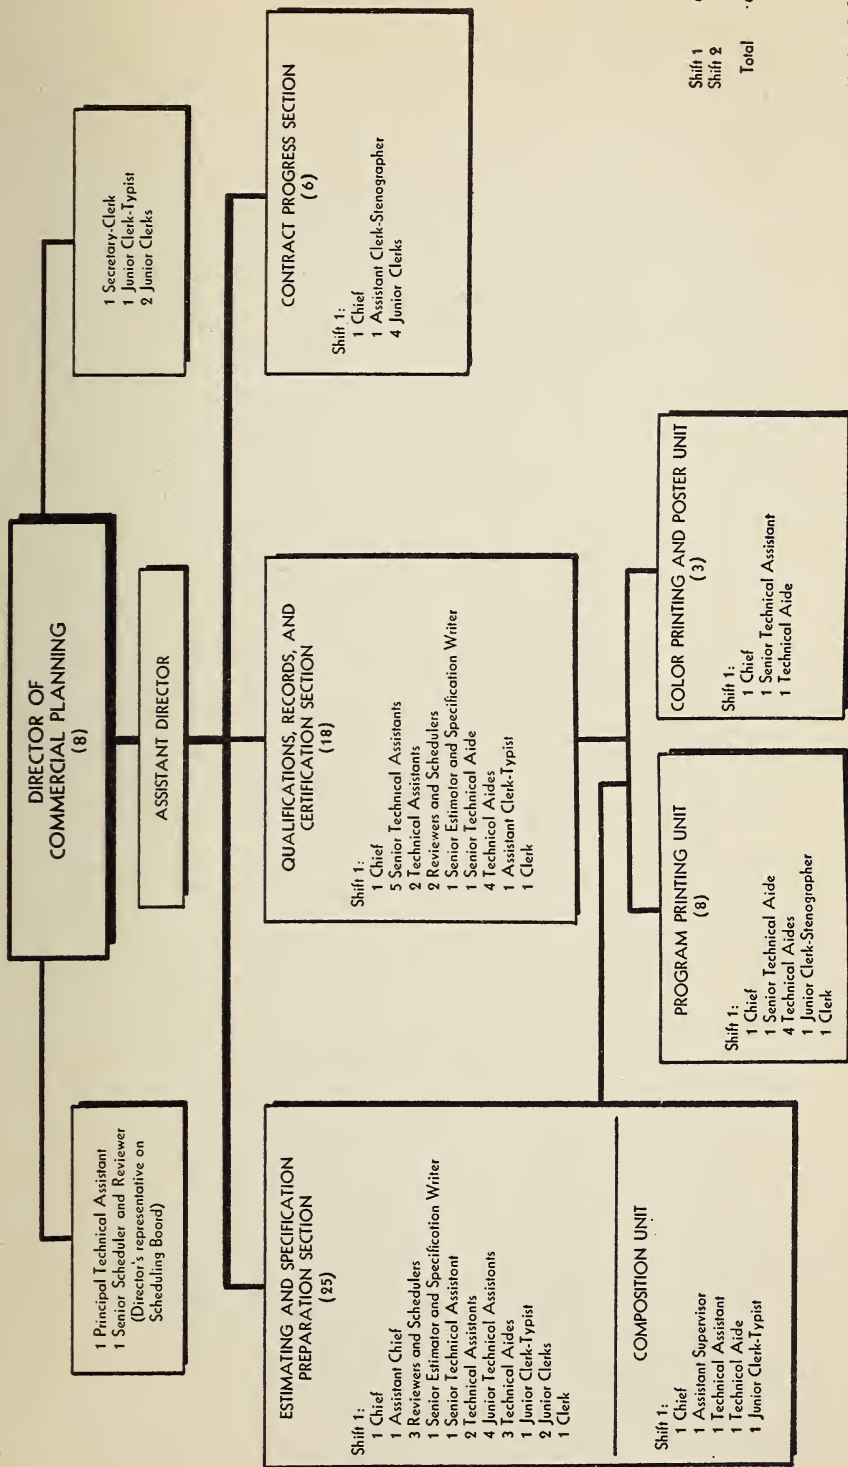 DIRECTOR OF
COMMERCIAL PLANNING
(8)
1 Principal Technical Assistant
1 Senior Scheduler and Reviewer
(Director's representative on
Scheduling Board)
1 Secretary-Clerk
1 Junior Clerk-Typist
2 Junior Clerks
ASSISTANT DIRECTOR
ESTIMATING AND SPECIFICATION
PREPARATION SECTION
(25)
Shift 1:
1 Chief
1 Assistant Chief
3 Reviewers and Schedulers
1 Senior Estimator and Specification Writer
1 Senior Technical Assistant
2 Technical Assistants
4 Junior Technical Assistants
3 Technical Aides
1 Junior Clerk-Typist
2 Junior Clerks
1 Clerk
COMPOSITION UNIT
Shift 1:
1 Chief
1 Assistant Supervisor
1 Technical Assistant
1 Technical Aide
1 Junior Clerk-Typist
QUALIFICATIONS, RECORDS, AND
CERTIFICATION SECTION
(18)
Shift 1:
1 Chief
5 Senior Technical Assistants
2 Technical Assistants
2 Reviewers and Schedulers
1 Senior Estimator and Specification Writer
1 Senior Technical Aide
4 Technical Aides
1 Assistant Clerk-Typist
1 Clerk
CONTRACT PROGRESS SECTION
(6)
Shift 1:
1 Chief
1 Assistant Clerk-Stenographer
4 Junior Clerks
PROGRAM PRINTING UNIT
(8)
Shift 1:
1 Chief
1 Senior Technical Aide
4 Technical Aides
1 Junior Clerk-Stenographer
1 Clerk
COLOR PRINTING AND POSTER UNIT
(3)
Shift 1:
1 Chief
1 Senior Technical Assistant
1 Technical Aide
Shift 1
Shift 2
Total